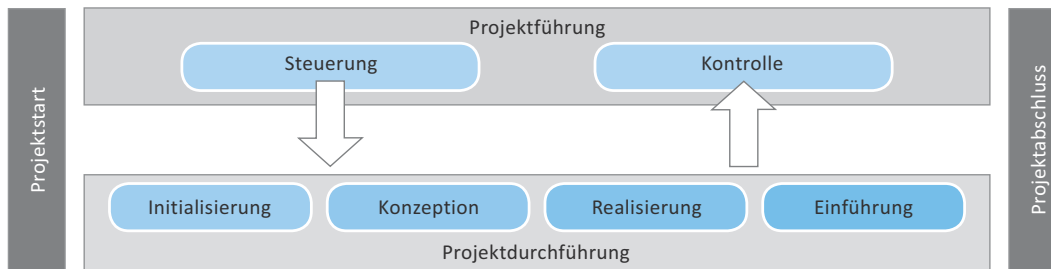 Projektstart
Projektführung
Steuerung
Kontrolle
Initialisierung
Konzeption
Realisierung
Einführung
Projektdurchführung
Projektabschluss